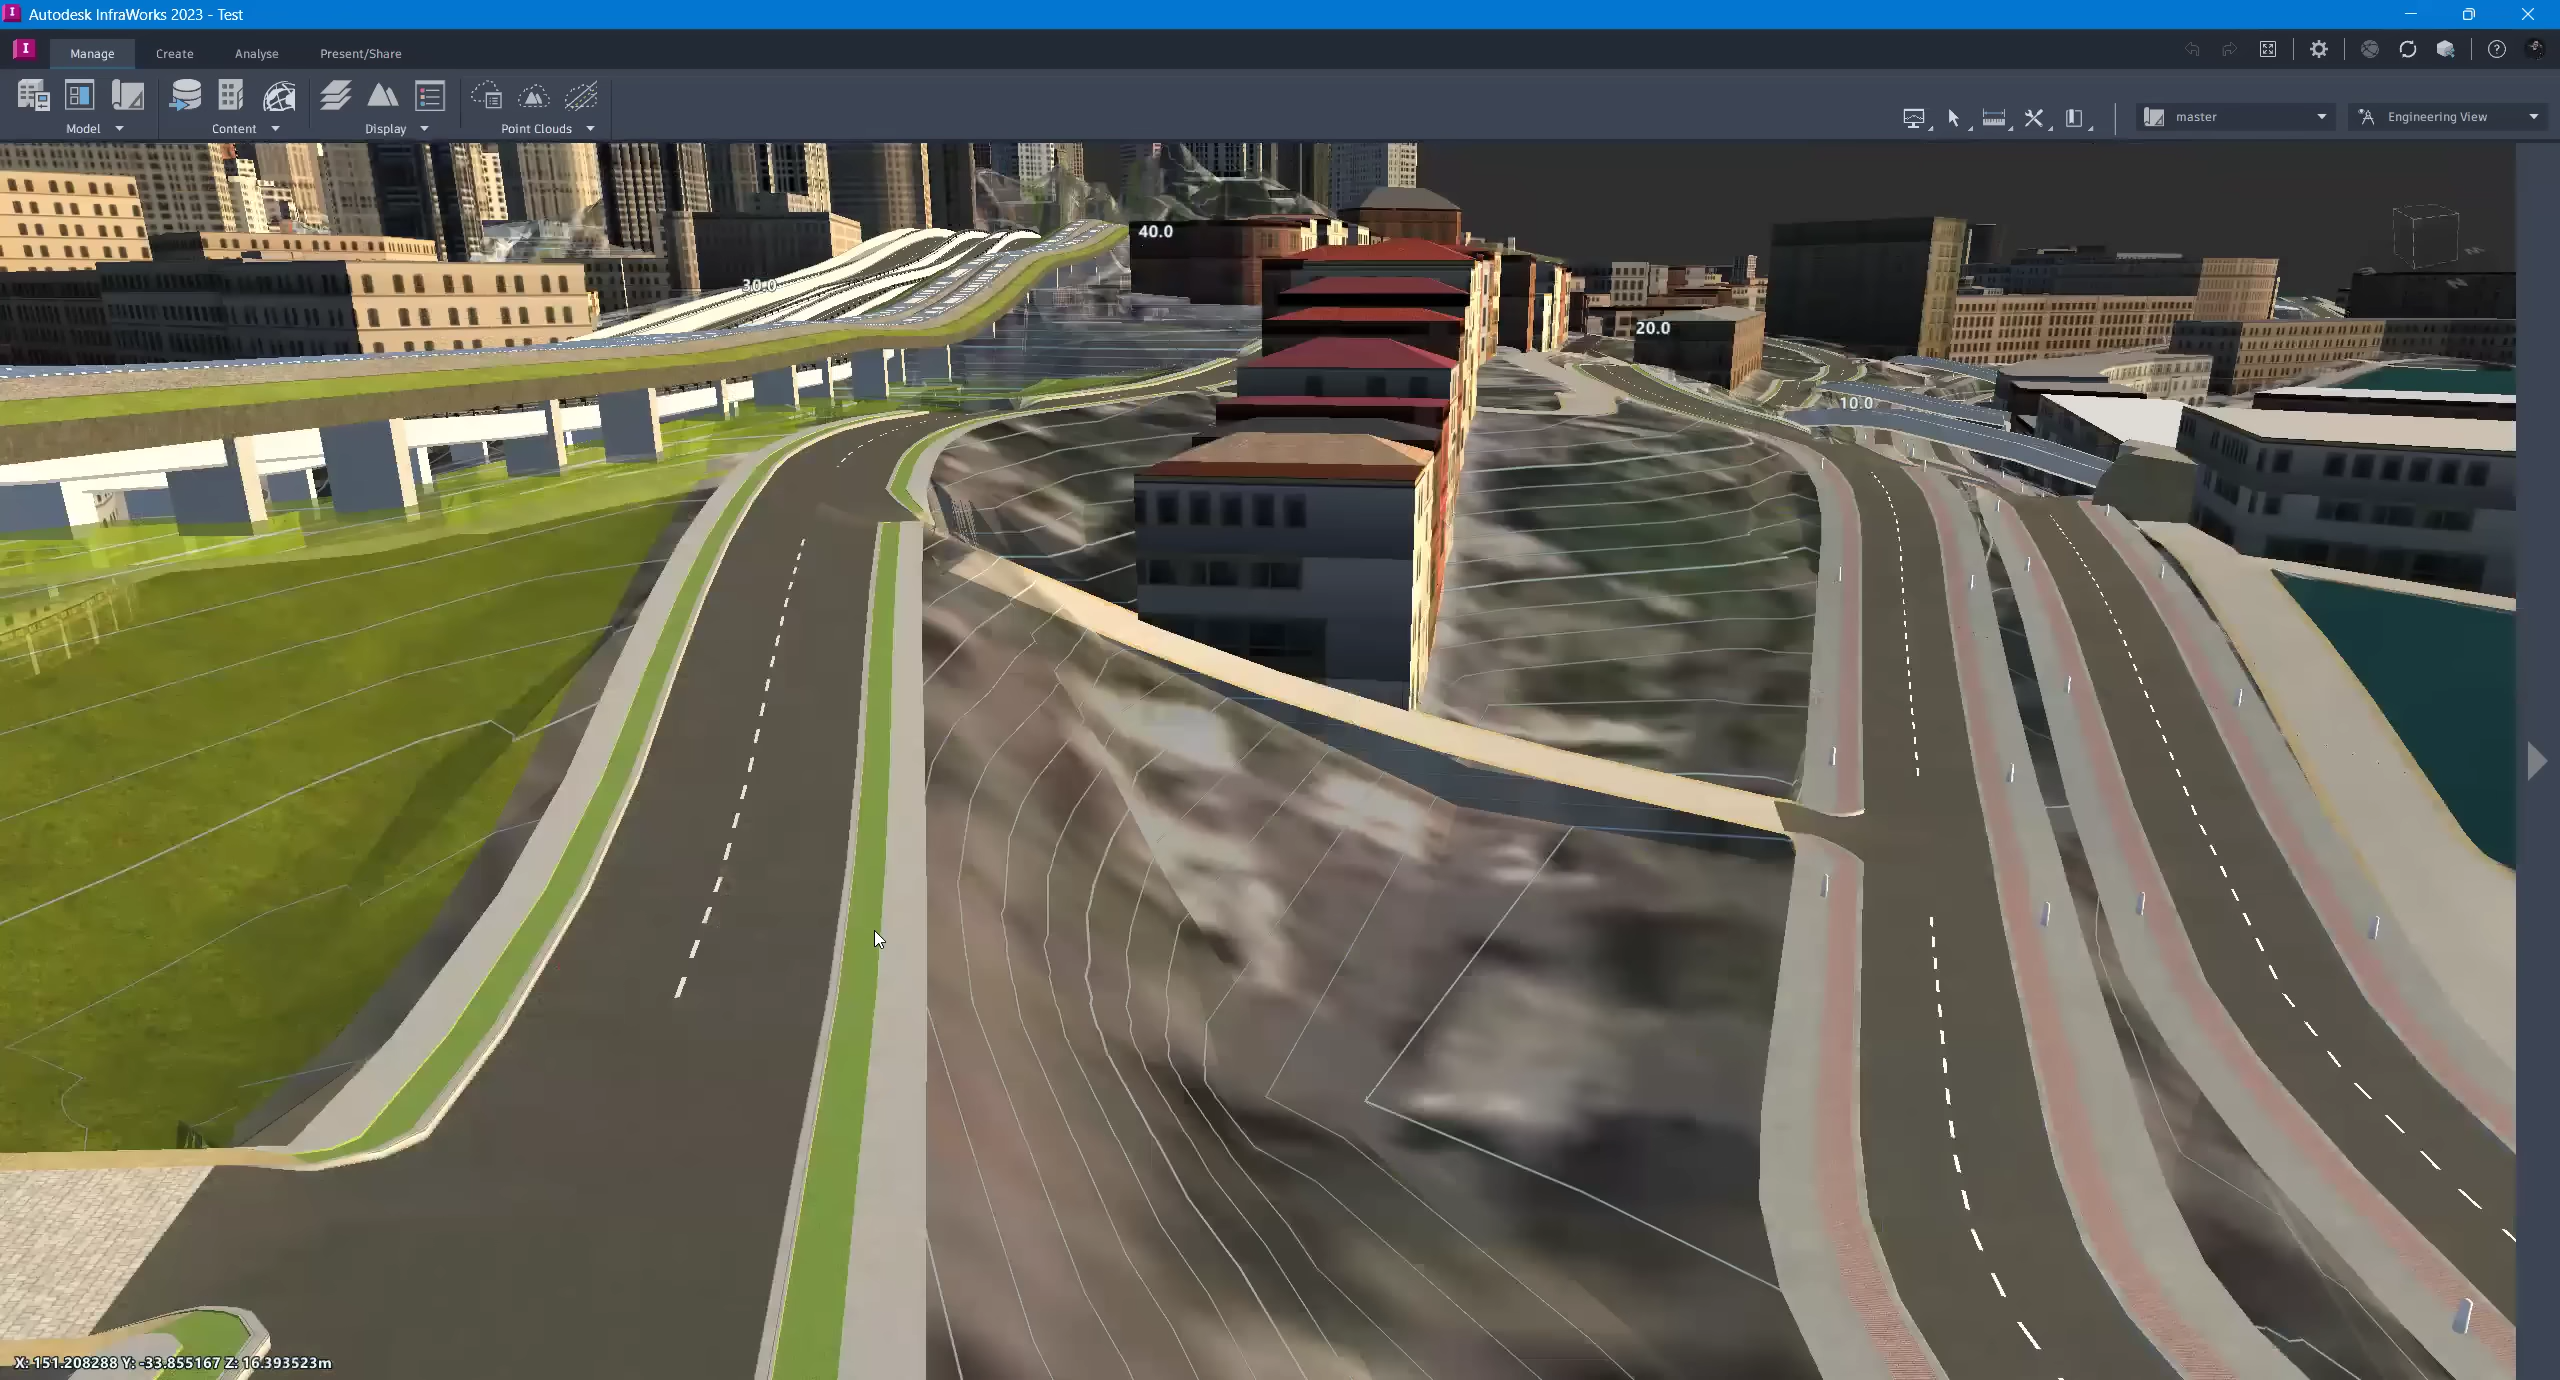 Autodesk InfraWorks 2023 - Test
Manage Create Analyse Present/Share
Model Content Display Point Clouds
master Engineering View
40.0
30.0
20.0
10.0
X: 151.208288 Y: -33.855167 Z: 16.393523m